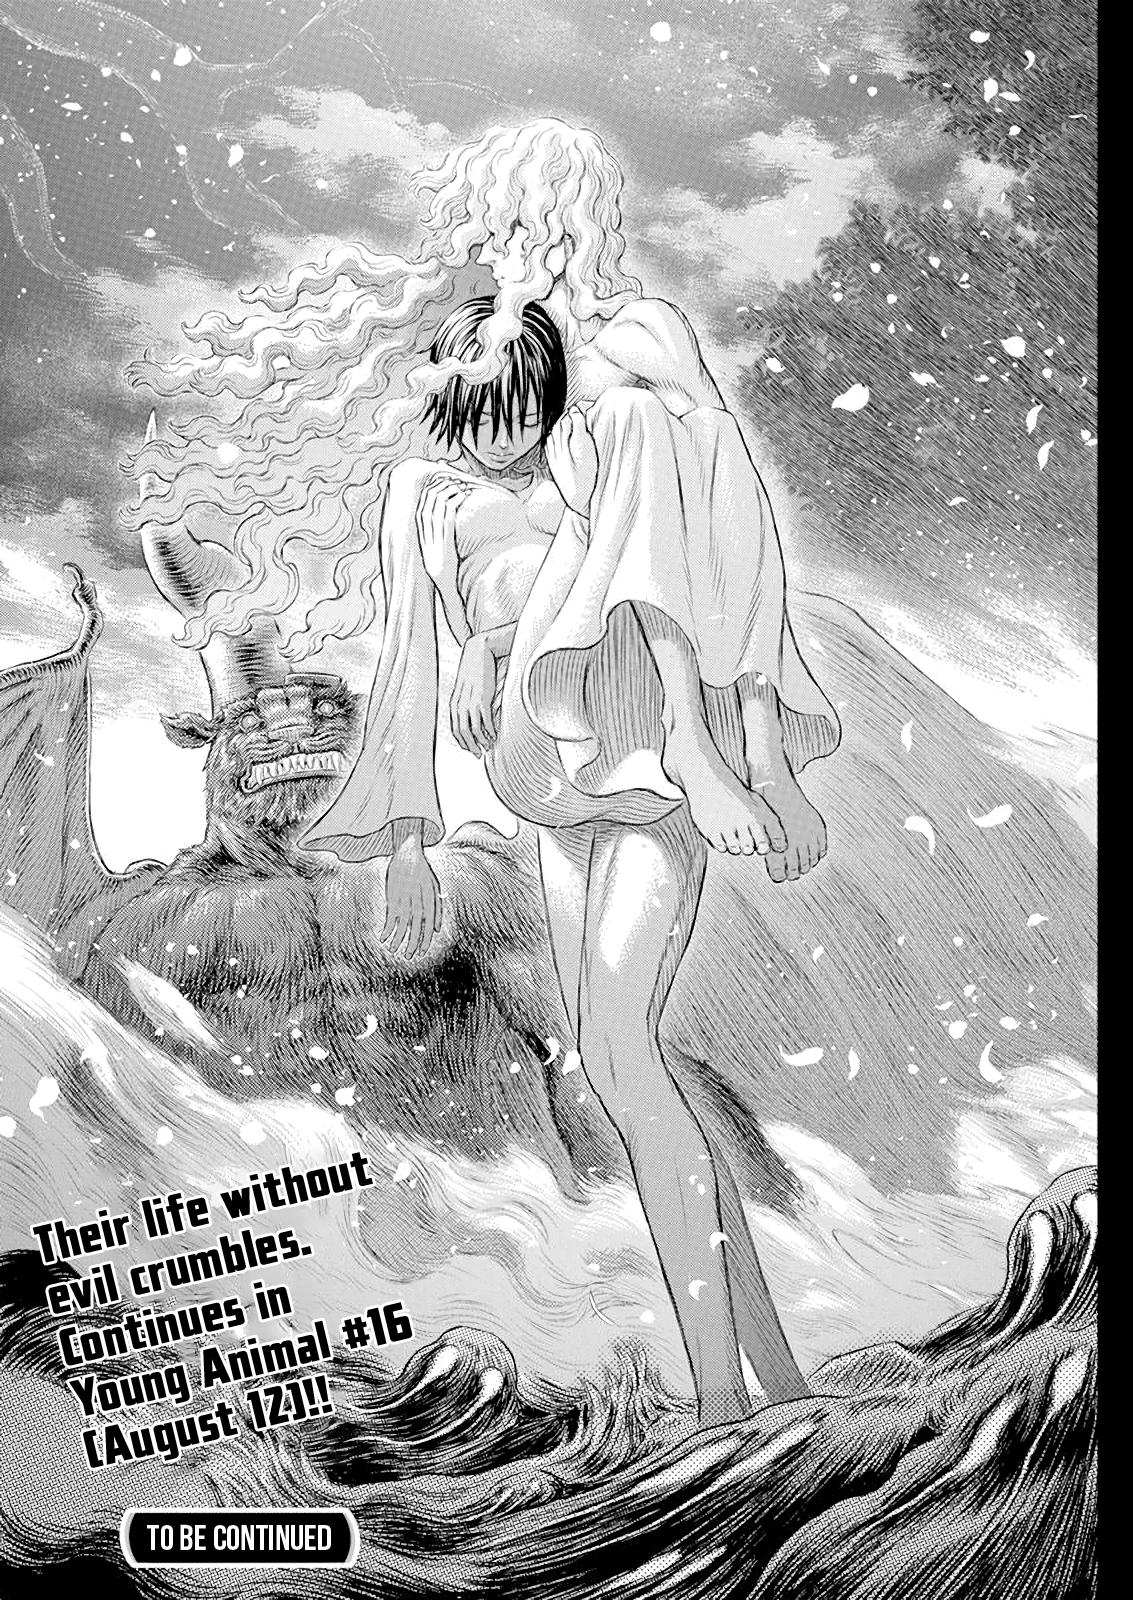 Their life without
evil crumbles.
Continues in
Young Animal #16
(August 12)!!
TO BE CONTINUED